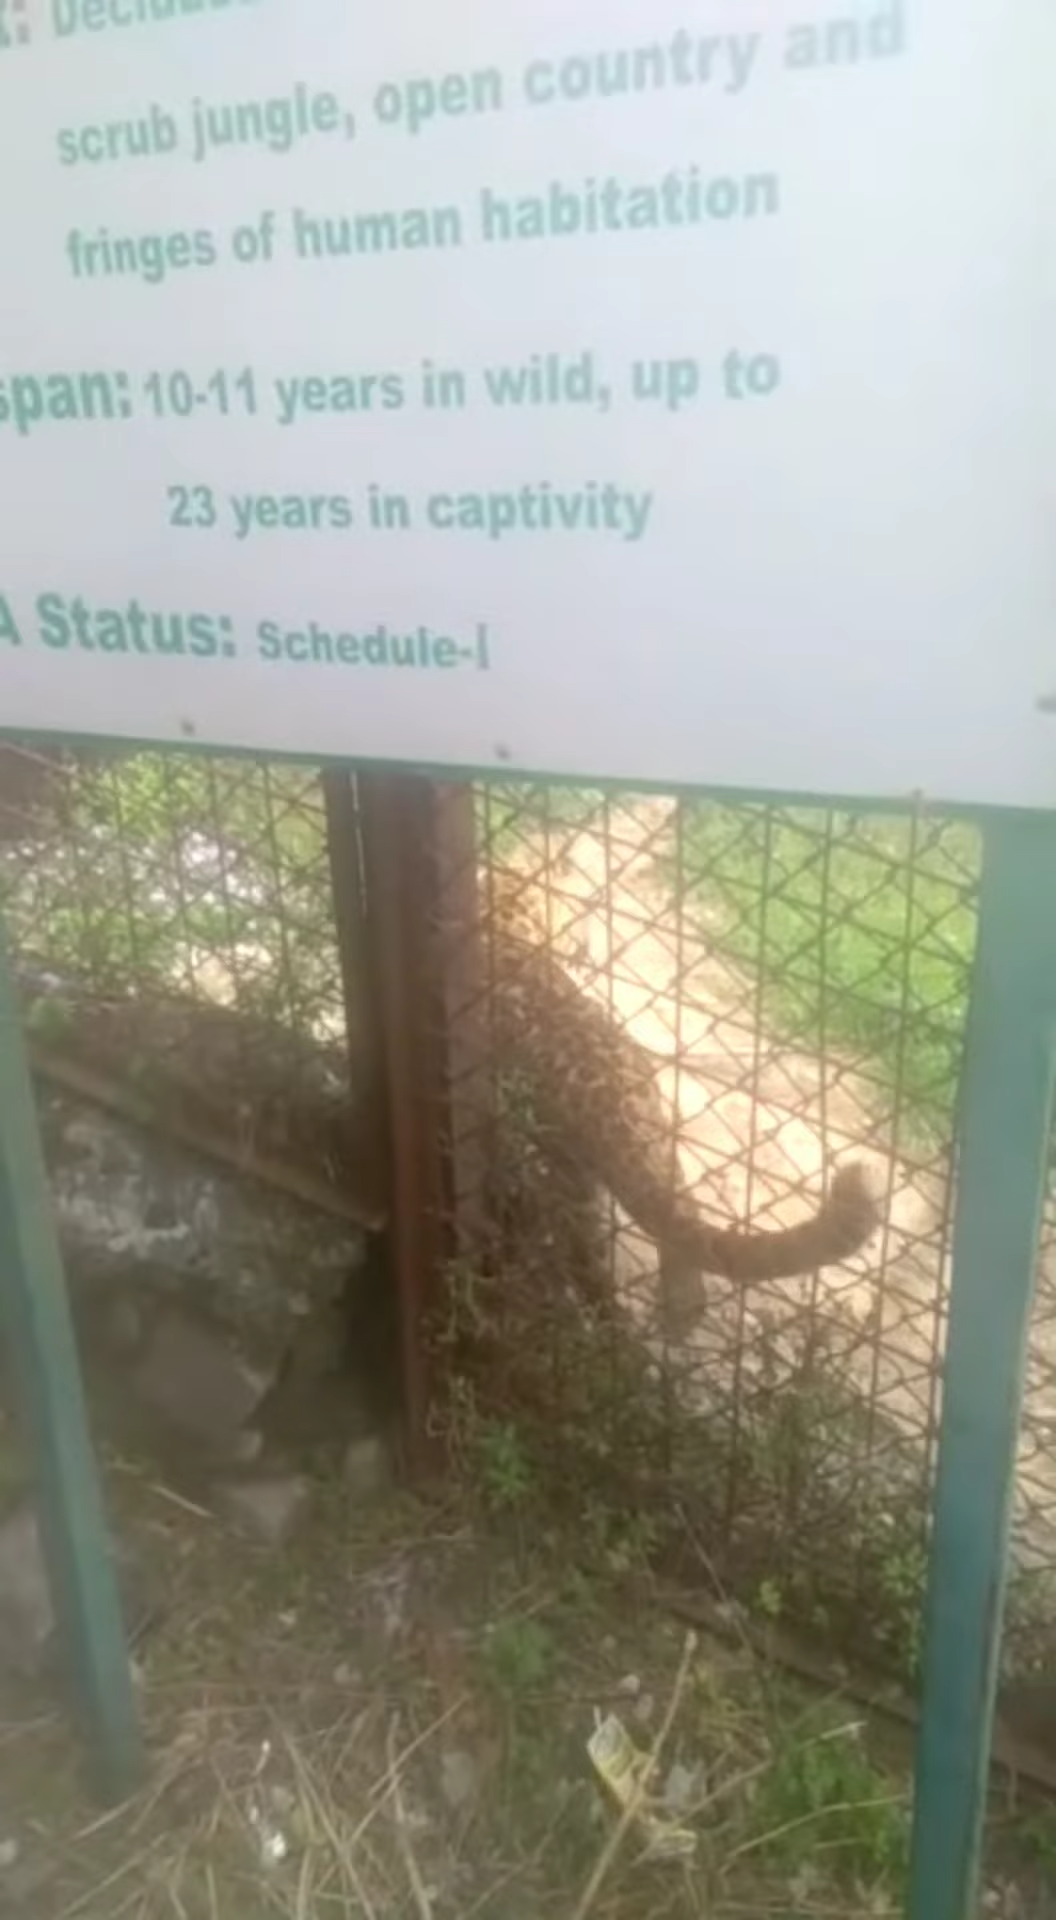 scrub jungle, open country and
fringes of human habitation
span: 10-11 years in wild, up to
23 years in captivity
A Status: Schedule-I